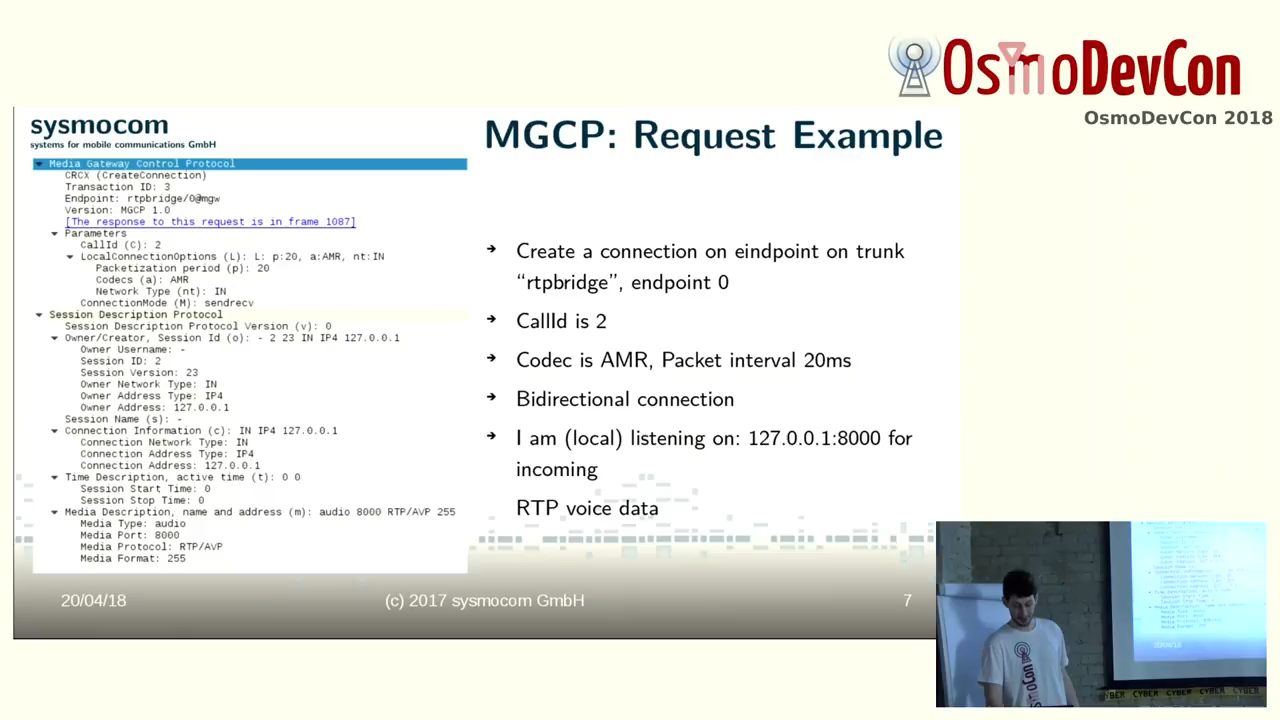 OsmoDevCon
OsmoDevCon 2018
sysmocom
systems for mobile communications GmbH
MGCP: Request Example
Media Gateway Control Protocol
CRCX (CreateConnection)
Transaction ID: 3
Endpoint: rtpbridge/0@mgw
Version: MGCP 1.0
[The response to this request is in frame 1087]
Parameters
CallId (C): 2
LocalConnectionOptions (L): L: p:20, a:AMR, nt:IN
Packetization period (p): 20
Codecs (a): AMR
Network Type (nt): IN
ConnectionMode (M): sendrecv
Session Description Protocol
Session Description Protocol Version (v): 0
Owner/Creator, Session Id (o): - 2 23 IN IP4 127.0.0.1
Owner Username: -
Session ID: 2
Session Version: 23
Owner Network Type: IN
Owner Address Type: IP4
Owner Address: 127.0.0.1
Session Name (s): -
Connection Information (c): IN IP4 127.0.0.1
Connection Network Type: IN
Connection Address Type: IP4
Connection Address: 127.0.0.1
Time Description, active time (t): 0 0
Session Start Time: 0
Session Stop Time: 0
Media Description, name and address (m): audio 8000 RTP/AVP 255
Media Type: audio
Media Port: 8000
Media Protocol: RTP/AVP
Media Format: 255
➔ Create a connection on eindpoint on trunk
“rtpbridge”, endpoint 0
➔ CallId is 2
➔ Codec is AMR, Packet interval 20ms
➔ Bidirectional connection
➔ I am (local) listening on: 127.0.0.1:8000 for
incoming
RTP voice data
20/04/18
(c) 2017 sysmocom GmbH
7
CYBER CYBER CYBER CYBER